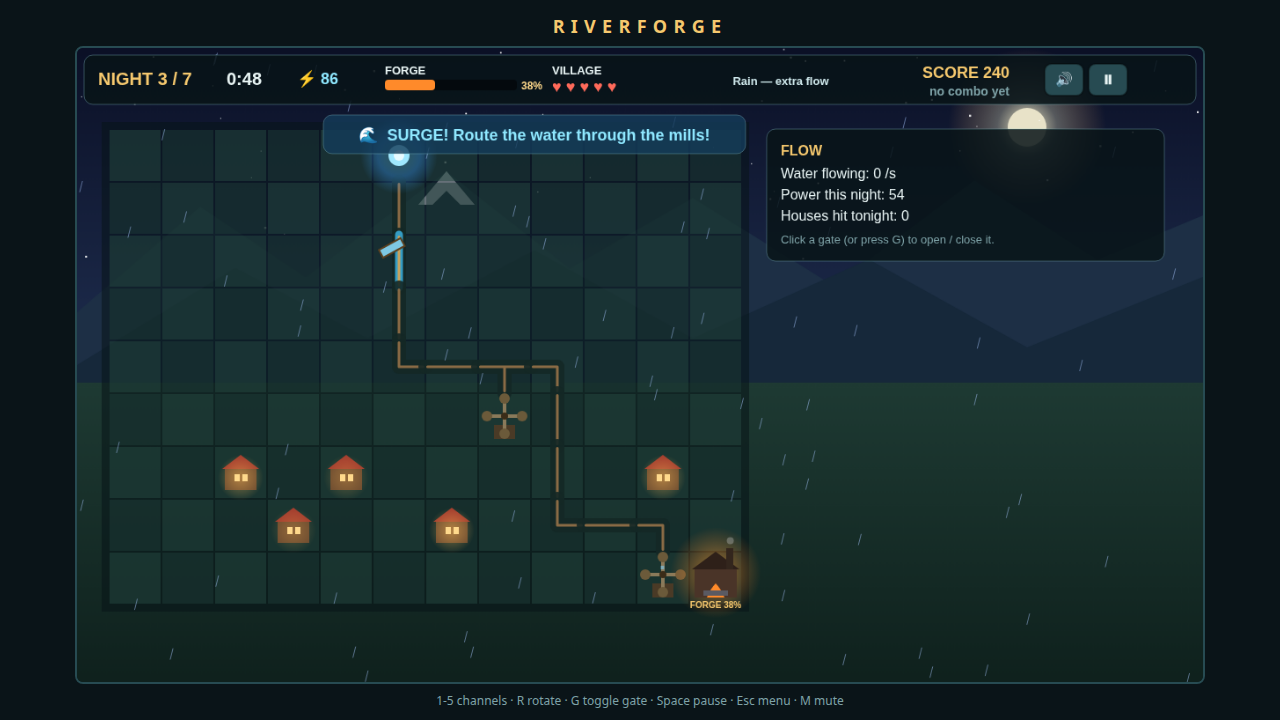 RIVERFORGE
NIGHT 3 / 7
0:48
⚡ 86
FORGE
38%
VILLAGE
♥ ♥ ♥ ♥ ♥
Rain — extra flow
SCORE 240
no combo yet
🌊 SURGE! Route the water through the mills!
FLOW
Water flowing: 0 /s
Power this night: 54
Houses hit tonight: 0
Click a gate (or press G) to open / close it.
FORGE 38%
1-5 channels · R rotate · G toggle gate · Space pause · Esc menu · M mute